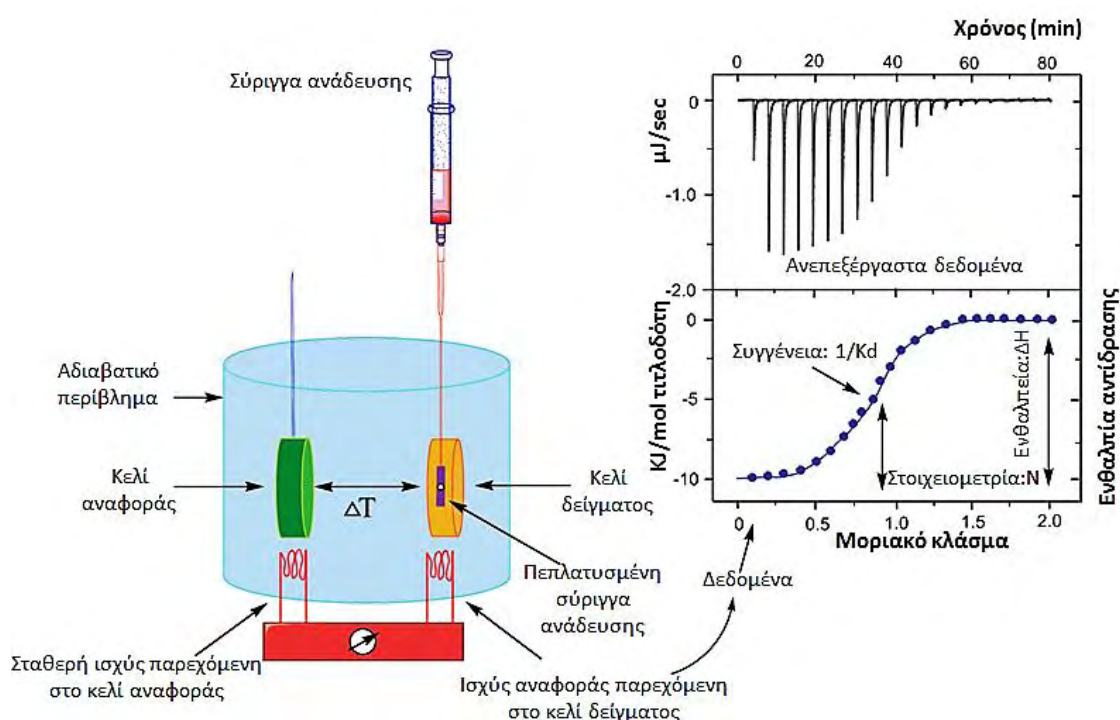 Σύριγγα ανάδευσης
Αδιαβατικό
περίβλημα
Κελί
αναφοράς
ΔΤ
Κελί
δείγματος
Πεπλατυσμένη
σύριγγα
ανάδευσης
Σταθερή ισχύς παρεχόμενη
στο κελί αναφοράς
Ισχύς αναφοράς παρεχόμενη
στο κελί δείγματος
Δεδομένα
Χρόνος (min)
0 20 40 60 80
0
-1.0
-2.0
μJ/sec
Ανεπεξέργαστα δεδομένα
0
-5
-10
KJ/mol τιτλοδότη
Συγγένεια: 1/Kd
Στοιχειομετρία:Ν
Ενθαλπεία:ΔΗ
Ενθαλπία αντίδρασης
0 0.5 1.0 1.5 2.0
Μοριακό κλάσμα